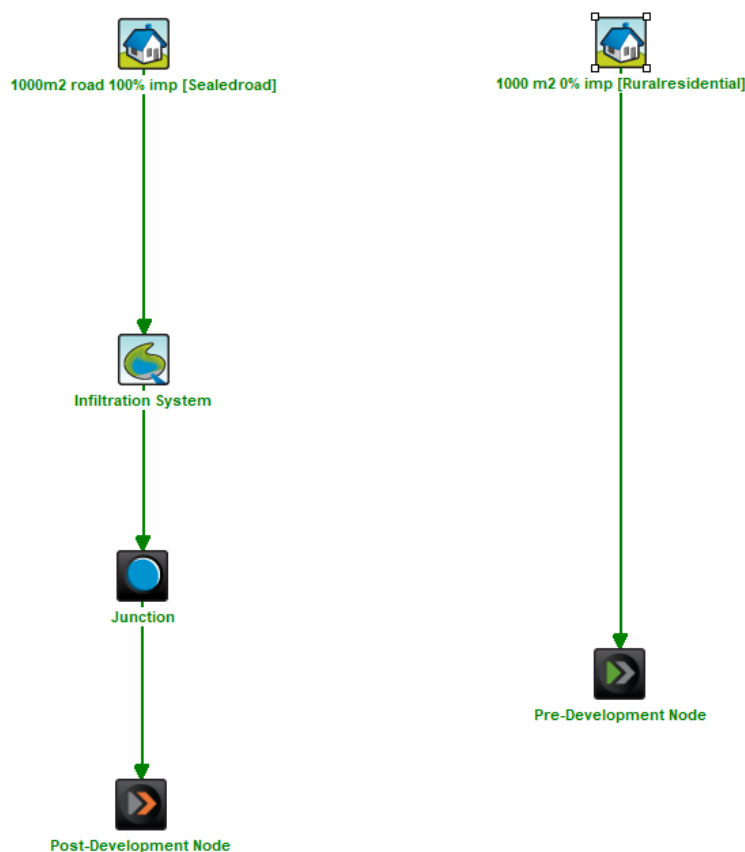 1000m2 road 100% imp [Sealedroad]
1000 m2 0% imp [Ruralresidential]
Infiltration System
Junction
Pre-Development Node
Post-Development Node